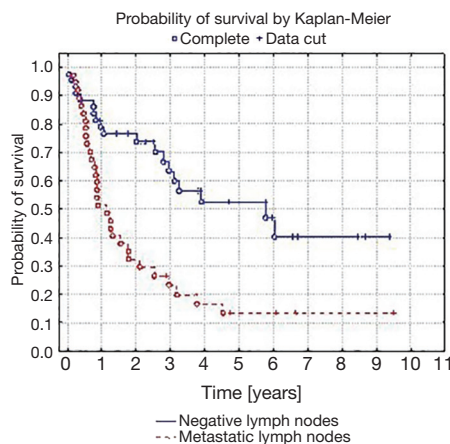 Probability of survival by Kaplan-Meier
Complete + Data cut
Probability of survival
1.0
0.9
0.8
0.7
0.6
0.5
0.4
0.3
0.2
0.1
0.0
0 1 2 3 4 5 6 7 8 9 10 11
Time [years]
Negative lymph nodes
Metastatic lymph nodes